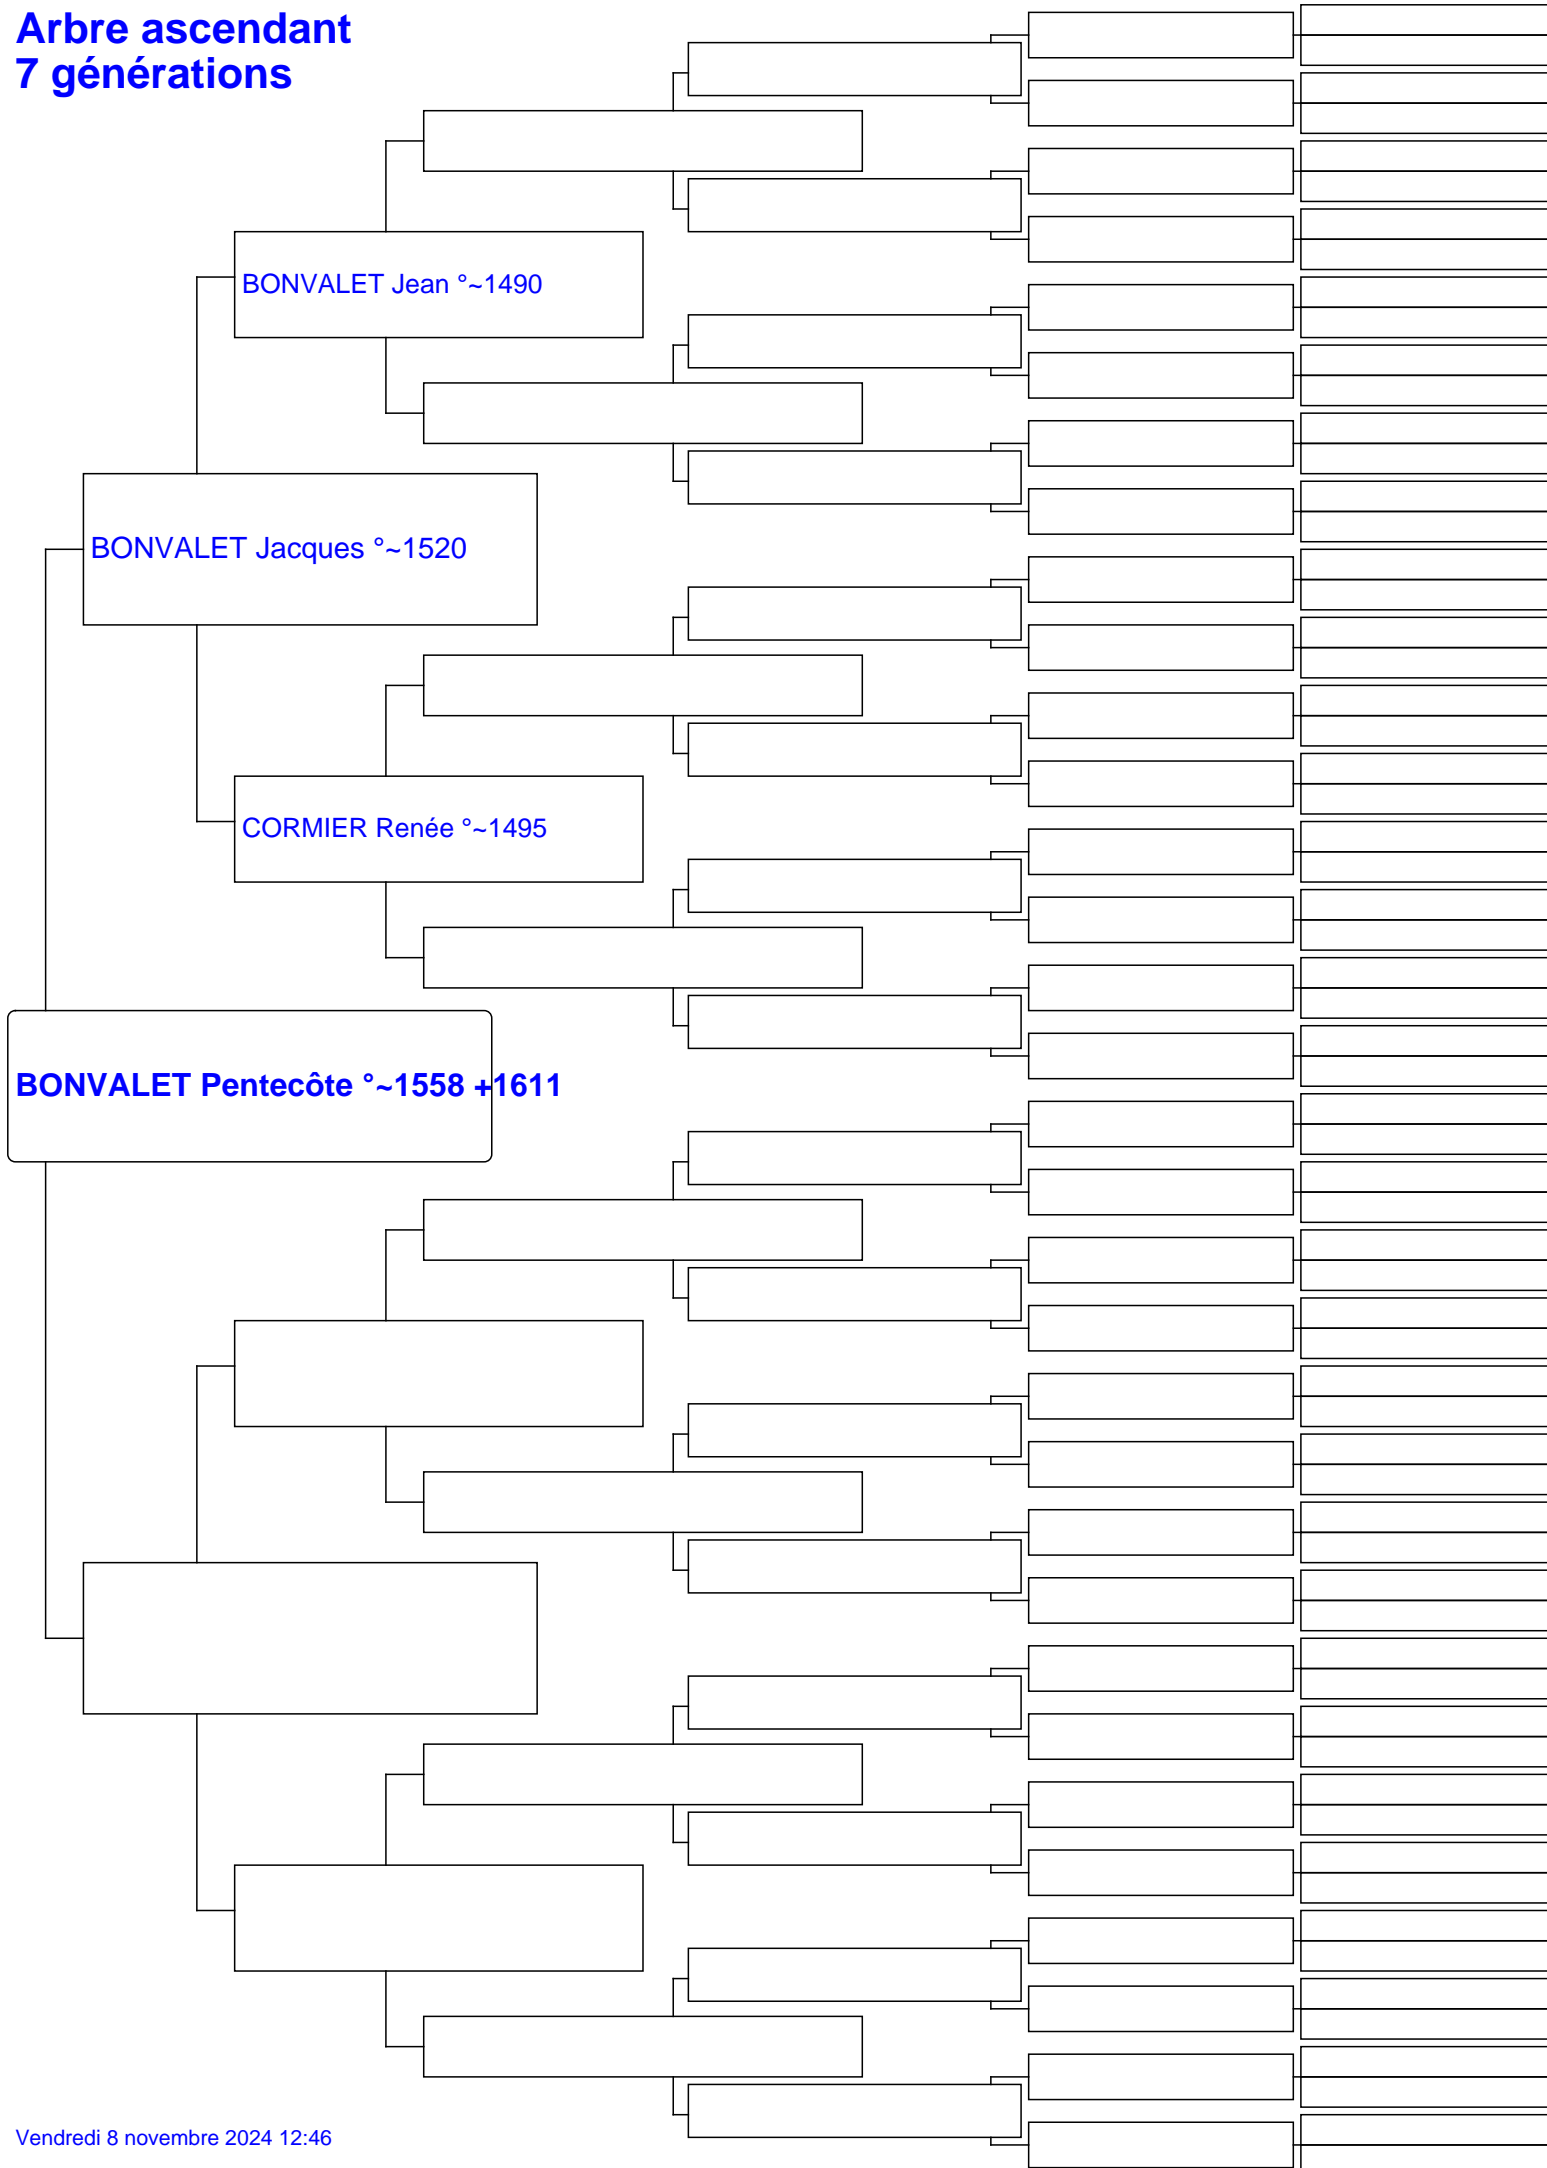 Arbre ascendant
7 générations
BONVALET Jean °~1490
BONVALET Jacques °~1520
CORMIER Renée °~1495
BONVALET Pentecôte °~1558 +1611
Vendredi 8 novembre 2024 12:46